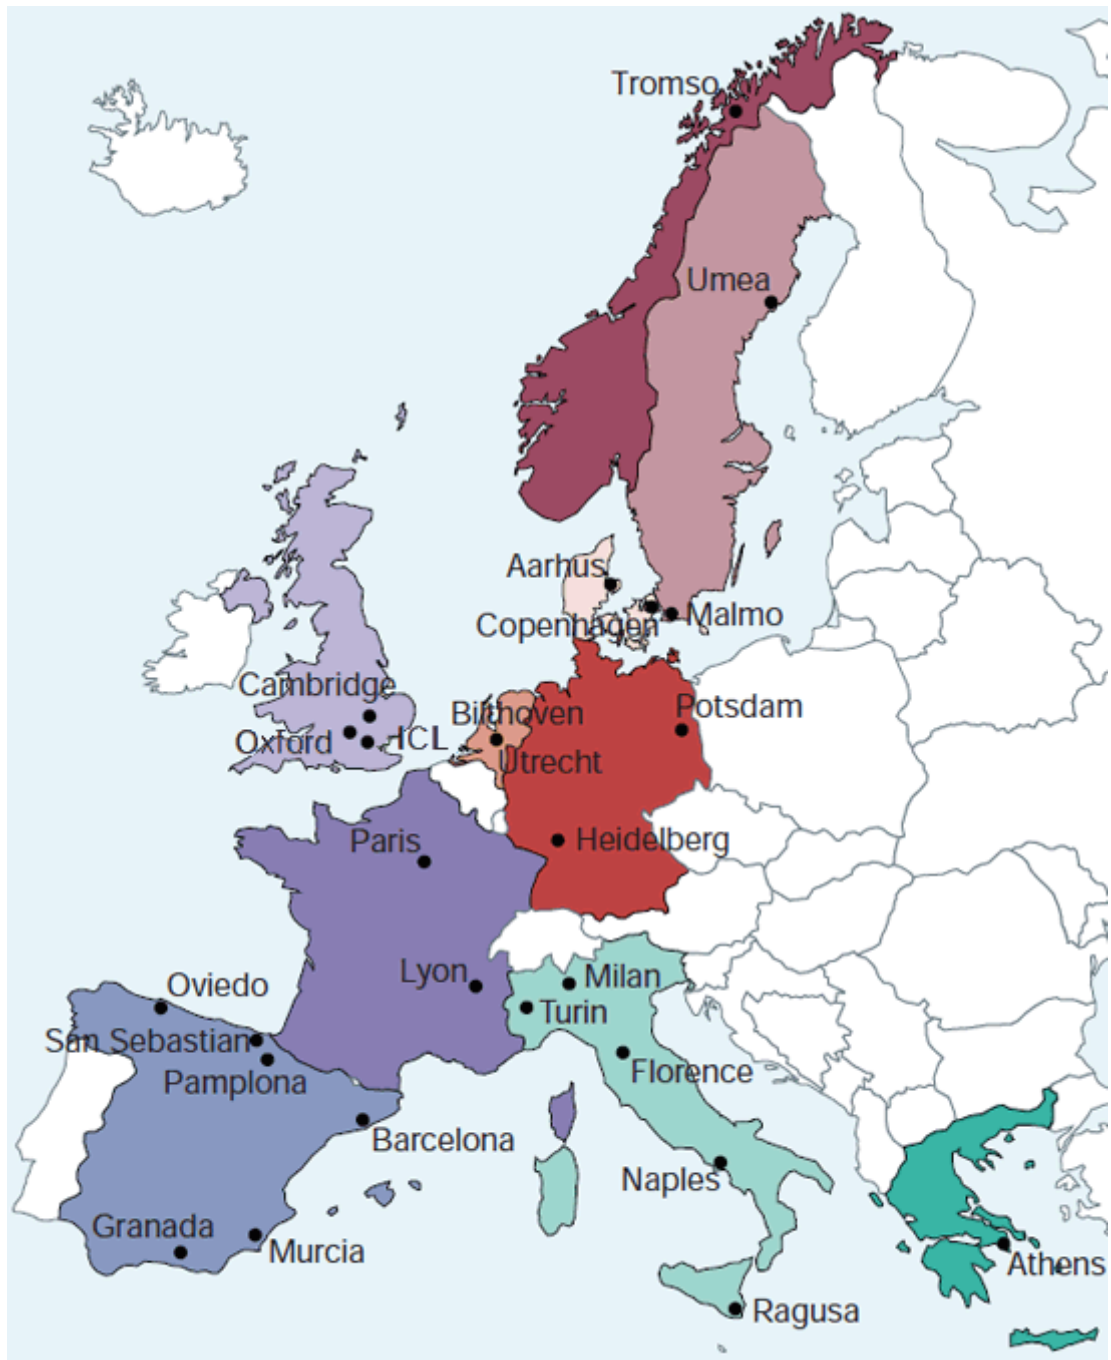 Tromso
Umea
Aarhus
Copenhagen
Malmo
Cambridge
Oxford
ICL
Bilthoven
Utrecht
Potsdam
Paris
Heidelberg
Lyon
Milan
Turin
Oviedo
San Sebastian
Pamplona
Florence
Barcelona
Naples
Granada
Murcia
Athens
Ragusa